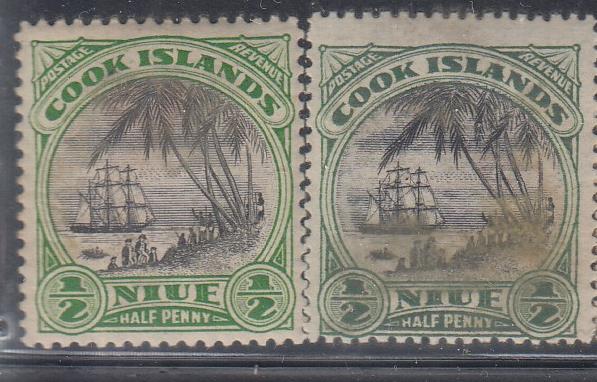 POSTAGE REVENUE
COOK ISLANDS
1/2 NIUE 1/2
HALF PENNY
POSTAGE REVENUE
COOK ISLANDS
1/2 NIUE 1/2
HALF PENNY